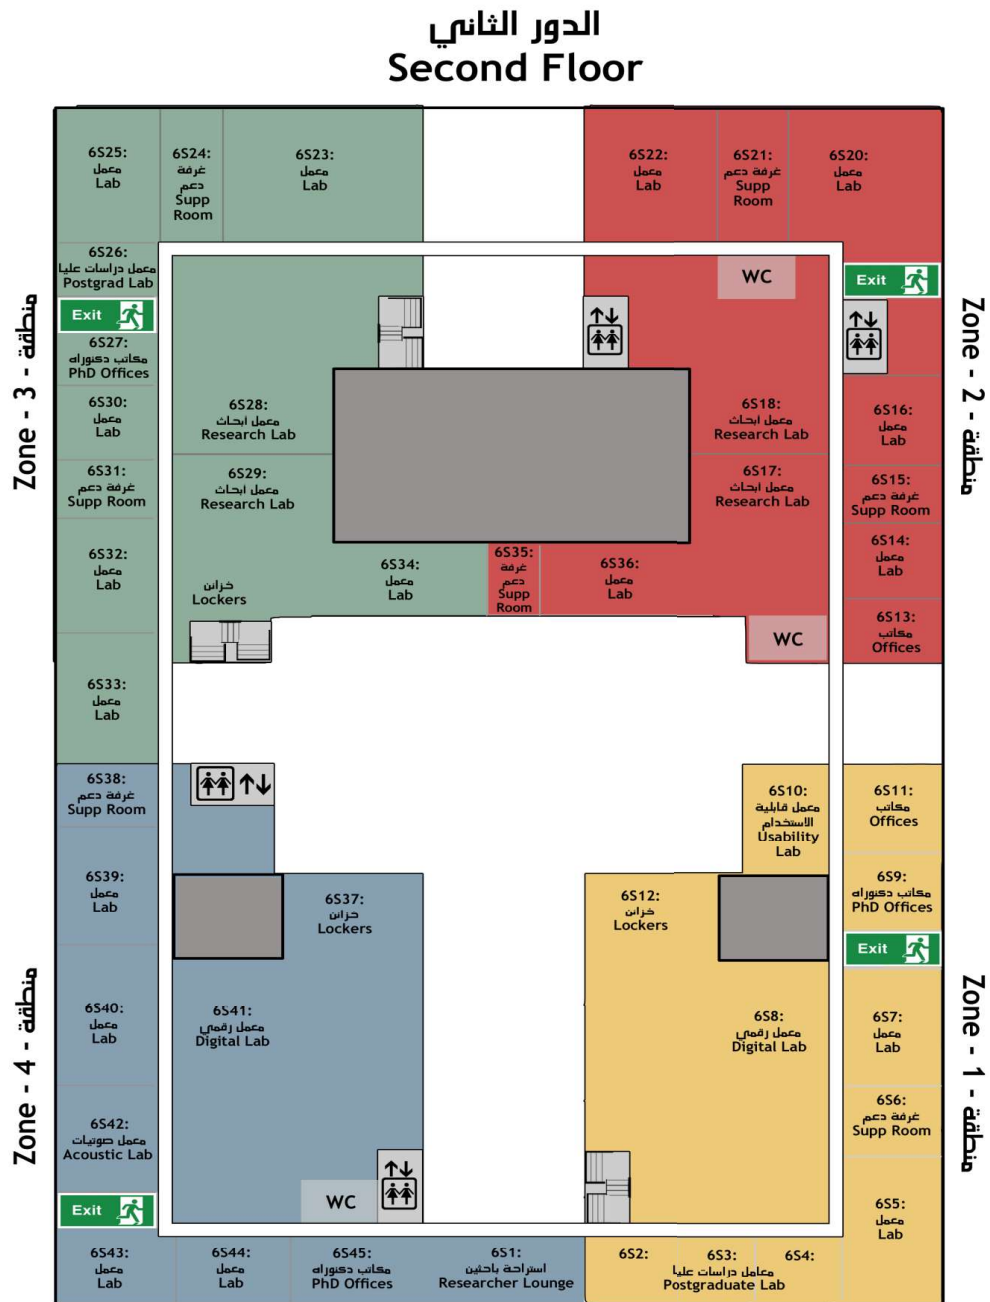 الدور الثاني
Second Floor
6S25:
معمل
Lab
6S24:
غرفة
دعم
Supp
Room
6S23:
معمل
Lab
6S22:
معمل
Lab
6S21:
غرفة دعم
Supp
Room
6S20:
معمل
Lab
6S26:
معمل دراسات عليا
Postgrad Lab
Exit
WC
Exit
منطقة - 3 - Zone
Zone - 2 - منطقة
6S27:
مكاتب دكتوراه
PhD Offices
6S30:
معمل
Lab
6S28:
معمل أبحاث
Research Lab
6S18:
معمل أبحاث
Research Lab
6S16:
معمل
Lab
6S31:
غرفة دعم
Supp Room
6S29:
معمل أبحاث
Research Lab
6S17:
معمل أبحاث
Research Lab
6S15:
غرفة دعم
Supp Room
6S32:
معمل
Lab
6S34:
معمل
Lab
6S35:
غرفة
دعم
Supp
Room
6S36:
معمل
Lab
6S14:
معمل
Lab
خزائن
Lockers
WC
6S13:
مكاتب
Offices
6S33:
معمل
Lab
6S38:
غرفة دعم
Supp Room
6S10:
معمل قابلية
الاستخدام
Usability
Lab
6S11:
مكاتب
Offices
6S39:
معمل
Lab
6S37:
خزائن
Lockers
6S12:
خزائن
Lockers
6S9:
مكاتب دكتوراه
PhD Offices
Exit
منطقة - 4 - Zone
Zone - 1 - منطقة
6S40:
معمل
Lab
6S41:
معمل رقمي
Digital Lab
6S8:
معمل رقمي
Digital Lab
6S7:
معمل
Lab
6S42:
معمل صوتيات
Acoustic Lab
6S6:
غرفة دعم
Supp Room
Exit
WC
6S5:
معمل
Lab
6S43:
معمل
Lab
6S44:
معمل
Lab
6S45:
مكاتب دكتوراه
PhD Offices
6S1:
استراحة باحثين
Researcher Lounge
6S2: 6S3: 6S4:
معامل دراسات عليا
Postgraduate Lab